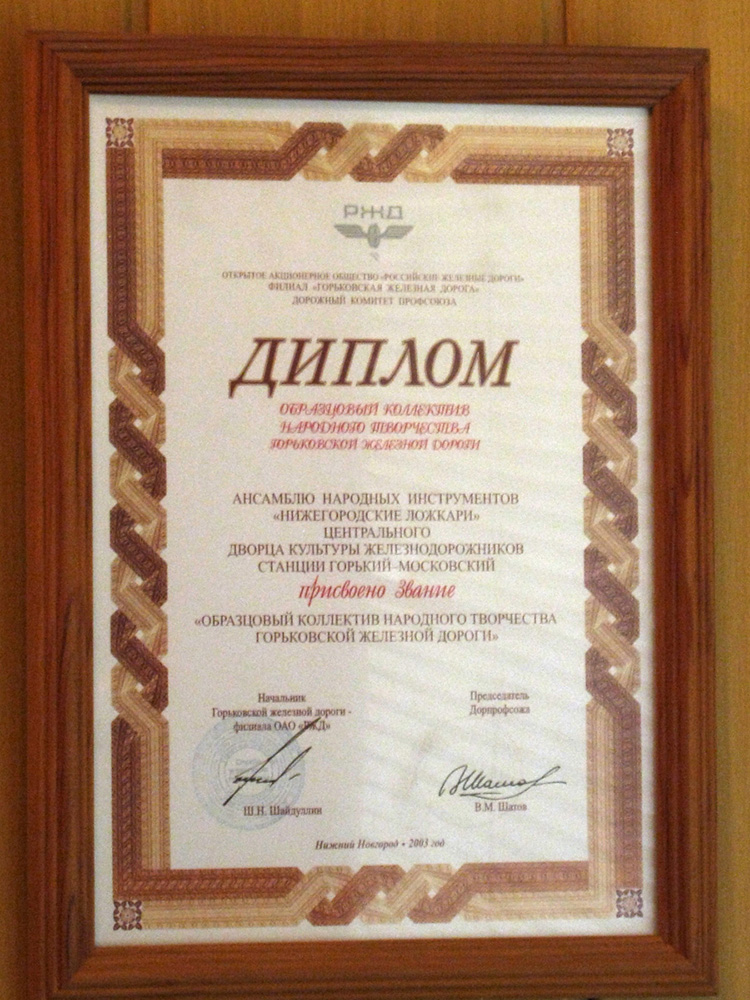 РЖД
ОТКРЫТОЕ АКЦИОНЕРНОЕ ОБЩЕСТВО «РОССИЙСКИЕ ЖЕЛЕЗНЫЕ ДОРОГИ»
ФИЛИАЛ «ГОРЬКОВСКАЯ ЖЕЛЕЗНАЯ ДОРОГА»
ДОРОЖНЫЙ КОМИТЕТ ПРОФСОЮЗА
ДИПЛОМ
ОБРАЗЦОВЫЙ КОЛЛЕКТИВ
НАРОДНОГО ТВОРЧЕСТВА
ГОРЬКОВСКОЙ ЖЕЛЕЗНОЙ ДОРОГИ
АНСАМБЛЮ НАРОДНЫХ ИНСТРУМЕНТОВ
«НИЖЕГОРОДСКИЕ ЛОЖКАРИ»
ЦЕНТРАЛЬНОГО
ДВОРЦА КУЛЬТУРЫ ЖЕЛЕЗНОДОРОЖНИКОВ
СТАНЦИИ ГОРЬКИЙ-МОСКОВСКИЙ
присвоено Звание
«ОБРАЗЦОВЫЙ КОЛЛЕКТИВ НАРОДНОГО ТВОРЧЕСТВА
ГОРЬКОВСКОЙ ЖЕЛЕЗНОЙ ДОРОГИ»
Начальник
Горьковской железной дороги -
филиала ОАО «РЖД»
Ш.Н. Шайдуллин
Председатель
Дорпрофсожа
В.М. Шатов
Нижний Новгород • 2003 год